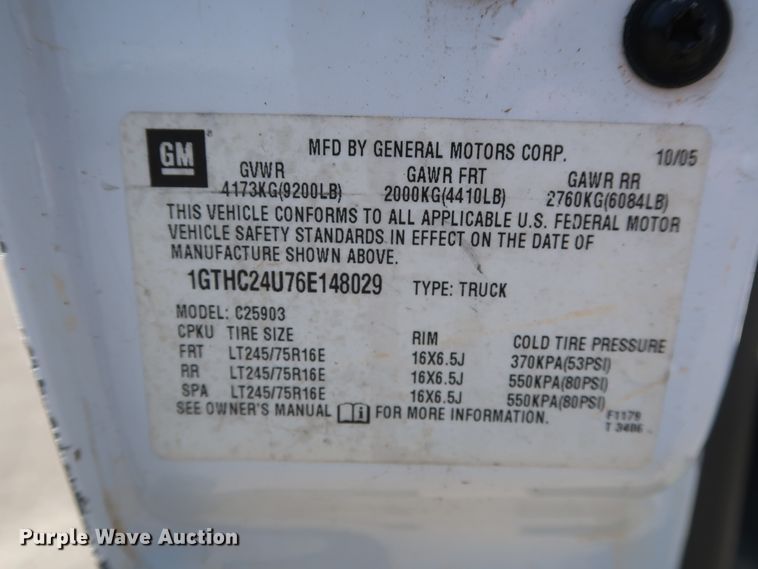 GM
MFD BY GENERAL MOTORS CORP. 10/05
GVWR GAWR FRT GAWR RR
4173KG(9200LB) 2000KG(4410LB) 2760KG(6084LB)
THIS VEHICLE CONFORMS TO ALL APPLICABLE U.S. FEDERAL MOTOR
VEHICLE SAFETY STANDARDS IN EFFECT ON THE DATE OF
MANUFACTURE SHOWN ABOVE.
1GTHC24U76E148029 TYPE: TRUCK
MODEL: C25903
CPKU TIRE SIZE RIM COLD TIRE PRESSURE
FRT LT245/75R16E 16X6.5J 370KPA(53PSI)
RR LT245/75R16E 16X6.5J 550KPA(80PSI)
SPA LT245/75R16E 16X6.5J 550KPA(80PSI)
SEE OWNER'S MANUAL i FOR MORE INFORMATION.
F1179
T 3486
Purple Wave Auction